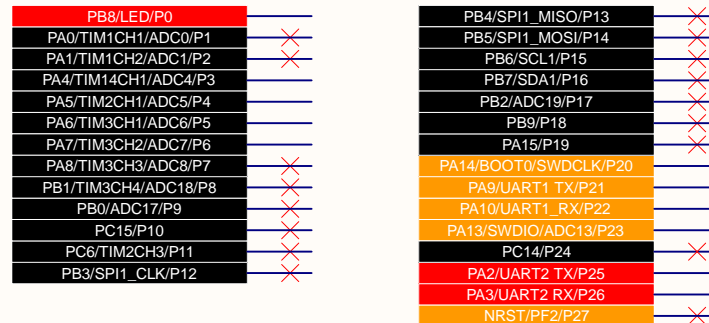 PB8/LED/P0
PA0/TIM1CH1/ADC0/P1
PA1/TIM1CH2/ADC1/P2
PA4/TIM14CH1/ADC4/P3
PA5/TIM2CH1/ADC5/P4
PA6/TIM3CH1/ADC6/P5
PA7/TIM3CH2/ADC7/P6
PA8/TIM3CH3/ADC8/P7
PB1/TIM3CH4/ADC18/P8
PB0/ADC17/P9
PC15/P10
PC6/TIM2CH3/P11
PB3/SPI1_CLK/P12
PB4/SPI1_MISO/P13
PB5/SPI1_MOSI/P14
PB6/SCL1/P15
PB7/SDA1/P16
PB2/ADC19/P17
PB9/P18
PA15/P19
PA14/BOOT0/SWDCLK/P20
PA9/UART1 TX/P21
PA10/UART1_RX/P22
PA13/SWDIO/ADC13/P23
PC14/P24
PA2/UART2 TX/P25
PA3/UART2 RX/P26
NRST/PF2/P27